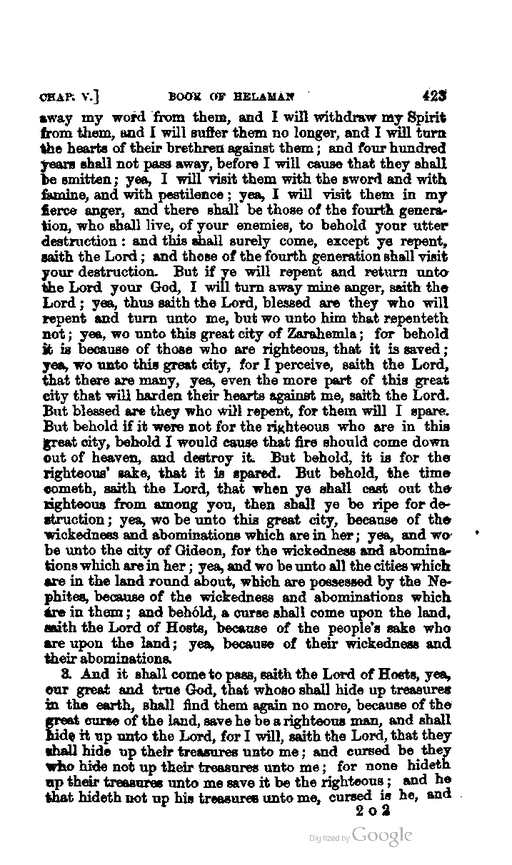 CHAP. V.] BOOK OF HELAMAN 423
away my word from them, and I will withdraw my Spirit
from them, and I will suffer them no longer, and I will turn
the hearts of their brethren against them; and four hundred
years shall not pass away, before I will cause that they shall
be smitten; yea, I will visit them with the sword and with
famine, and with pestilence; yea, I will visit them in my
fierce anger, and there shall be those of the fourth genera-
tion, who shall live, of your enemies, to behold your utter
destruction: and this shall surely come, except ye repent,
saith the Lord; and those of the fourth generation shall visit
your destruction. But if ye will repent and return unto
the Lord your God, I will turn away mine anger, saith the
Lord; yea, thus saith the Lord, blessed are they who will
repent and turn unto me, but wo unto him that repenteth
not; yea, wo unto this great city of Zarahemla; for behold
it is because of those who are righteous, that it is saved;
yea, wo unto this great city, for I perceive, saith the Lord,
that there are many, yea, even the more part of this great
city that will harden their hearts against me, saith the Lord.
But blessed are they who will repent, for them will I spare.
But behold if it were not for the righteous who are in this
great city, behold I would cause that fire should come down
out of heaven, and destroy it. But behold, it is for the
righteous' sake, that it is spared. But behold, the time
cometh, saith the Lord, that when ye shall cast out the
righteous from among you, then shall ye be ripe for de-
struction; yea, wo be unto this great city, because of the
wickedness and abominations which are in her; yea, and wo
be unto the city of Gideon, for the wickedness and abomina-
tions which are in her; yea, and wo be unto all the cities which
are in the land round about, which are possessed by the Ne-
phites, because of the wickedness and abominations which
are in them; and behold, a curse shall come upon the land,
saith the Lord of Hosts, because of the people's sake who
are upon the land; yea, because of their wickedness and
their abominations.
3. And it shall come to pass, saith the Lord of Hosts, yea,
our great and true God, that whoso shall hide up treasures
in the earth, shall find them again no more, because of the
great curse of the land, save he be a righteous man, and shall
hide it up unto the Lord, for I will, saith the Lord, that they
shall hide up their treasures unto me; and cursed be they
who hide not up their treasures unto me; for none hideth
up their treasures unto me save it be the righteous; and he
that hideth not up his treasures unto me, cursed is he, and
2 O 2
Digitized by Google